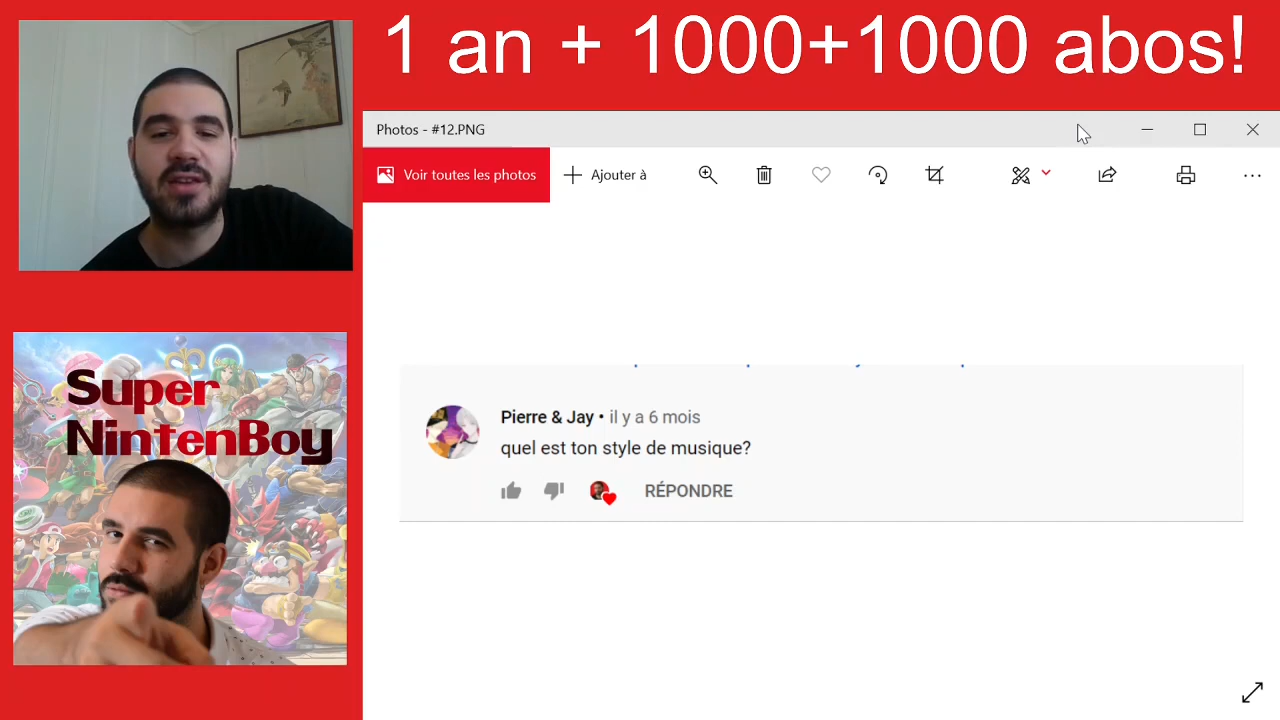 1 an + 1000+1000 abos!
Photos - #12.PNG
Voir toutes les photos
Ajouter à
Super
NintenBoy
Pierre & Jay • il y a 6 mois
quel est ton style de musique?
RÉPONDRE